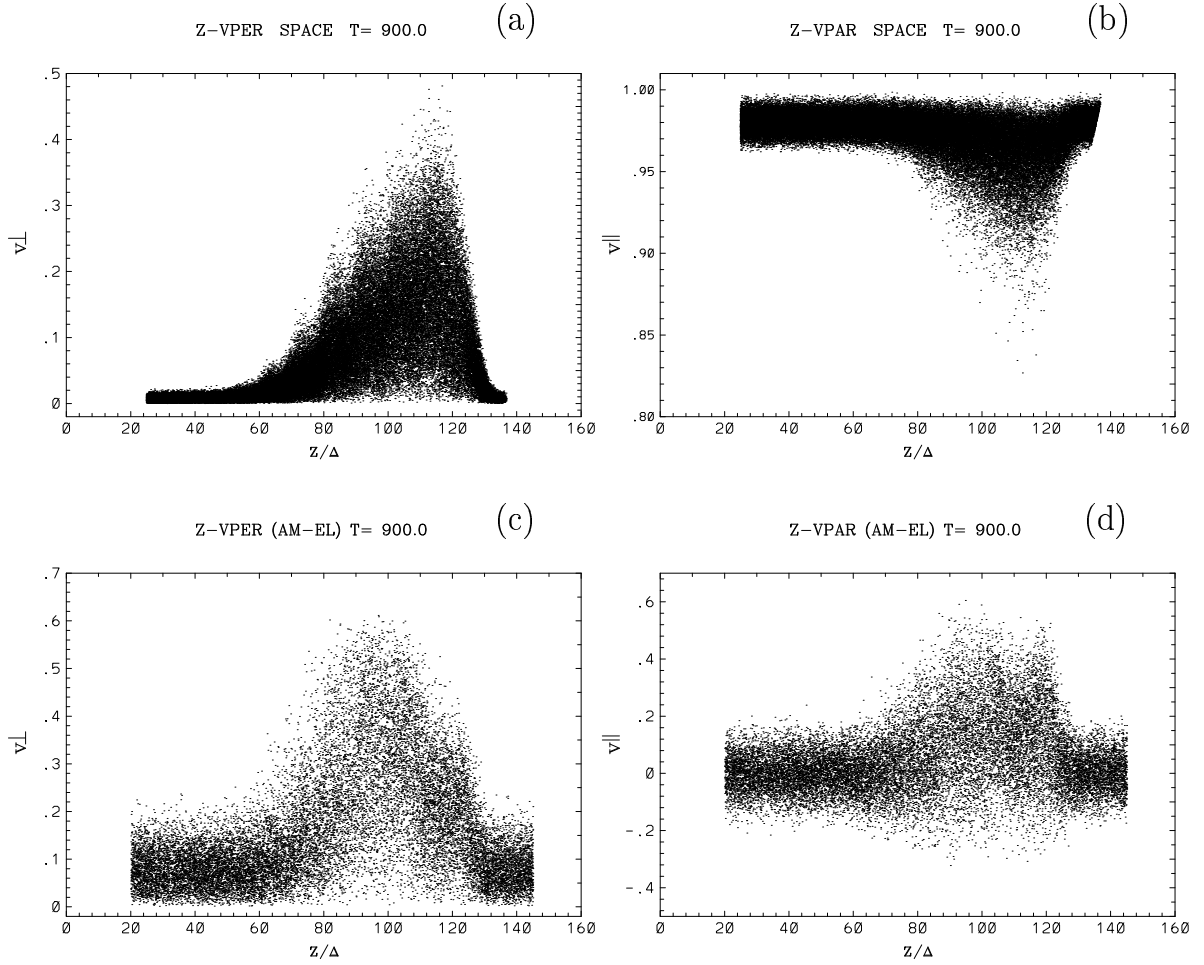 (a)
Z-VPER SPACE T= 900.0
.5
.4
.3
.2
.1
0
v⊥
0 20 40 60 80 100 120 140 160
Z/Δ
(b)
Z-VPAR SPACE T= 900.0
1.00
.95
.90
.85
.80
v||
0 20 40 60 80 100 120 140 160
Z/Δ
(c)
Z-VPER (AM-EL) T= 900.0
.7
.6
.5
.4
.3
.2
.1
0
v⊥
0 20 40 60 80 100 120 140 160
Z/Δ
(d)
Z-VPAR (AM-EL) T= 900.0
.6
.4
.2
0
-.2
-.4
v||
0 20 40 60 80 100 120 140 160
Z/Δ